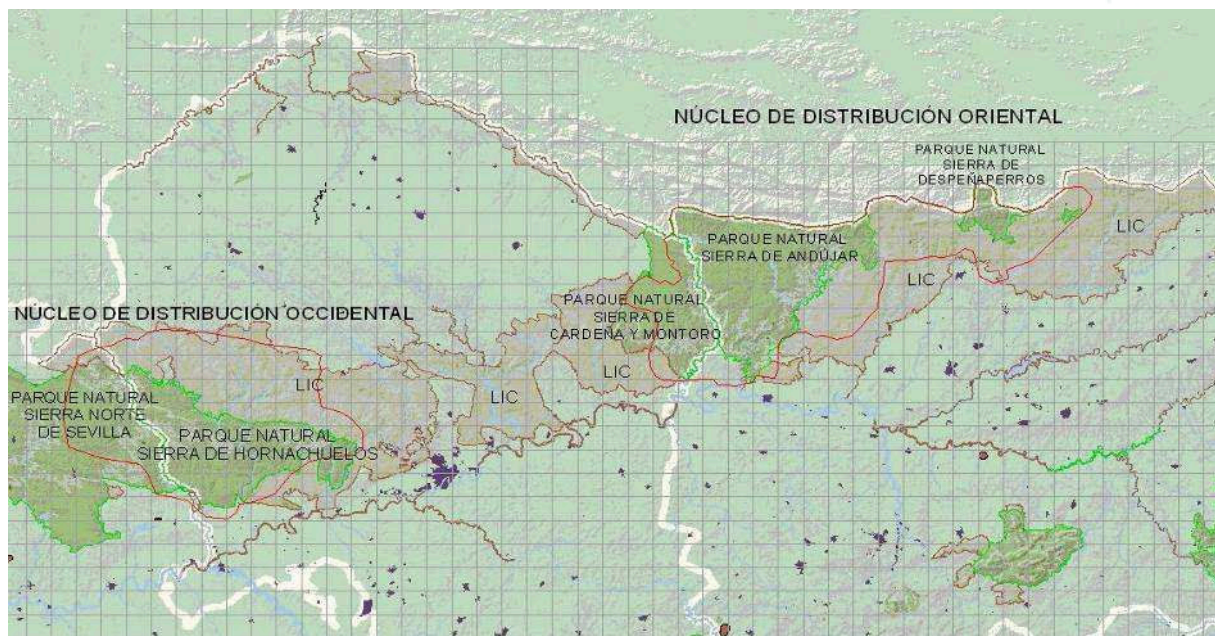 NÚCLEO DE DISTRIBUCIÓN ORIENTAL
PARQUE NATURAL
SIERRA DE
DESPEÑAPERROS
LIC
PARQUE NATURAL
SIERRA DE ANDÚJAR
LIC
PARQUE NATURAL
SIERRA DE
CARDEÑA Y MONTORO
LIC
NÚCLEO DE DISTRIBUCIÓN OCCIDENTAL
LIC
LIC
PARQUE NATURAL
SIERRA NORTE
DE SEVILLA
PARQUE NATURAL
SIERRA DE HORNACHUELOS